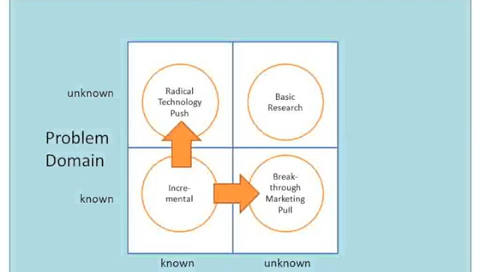 unknown
Radical
Technology
Push
Basic
Research
Problem
Domain
known
Incre-
mental
Break-
through
Marketing
Pull
known
unknown